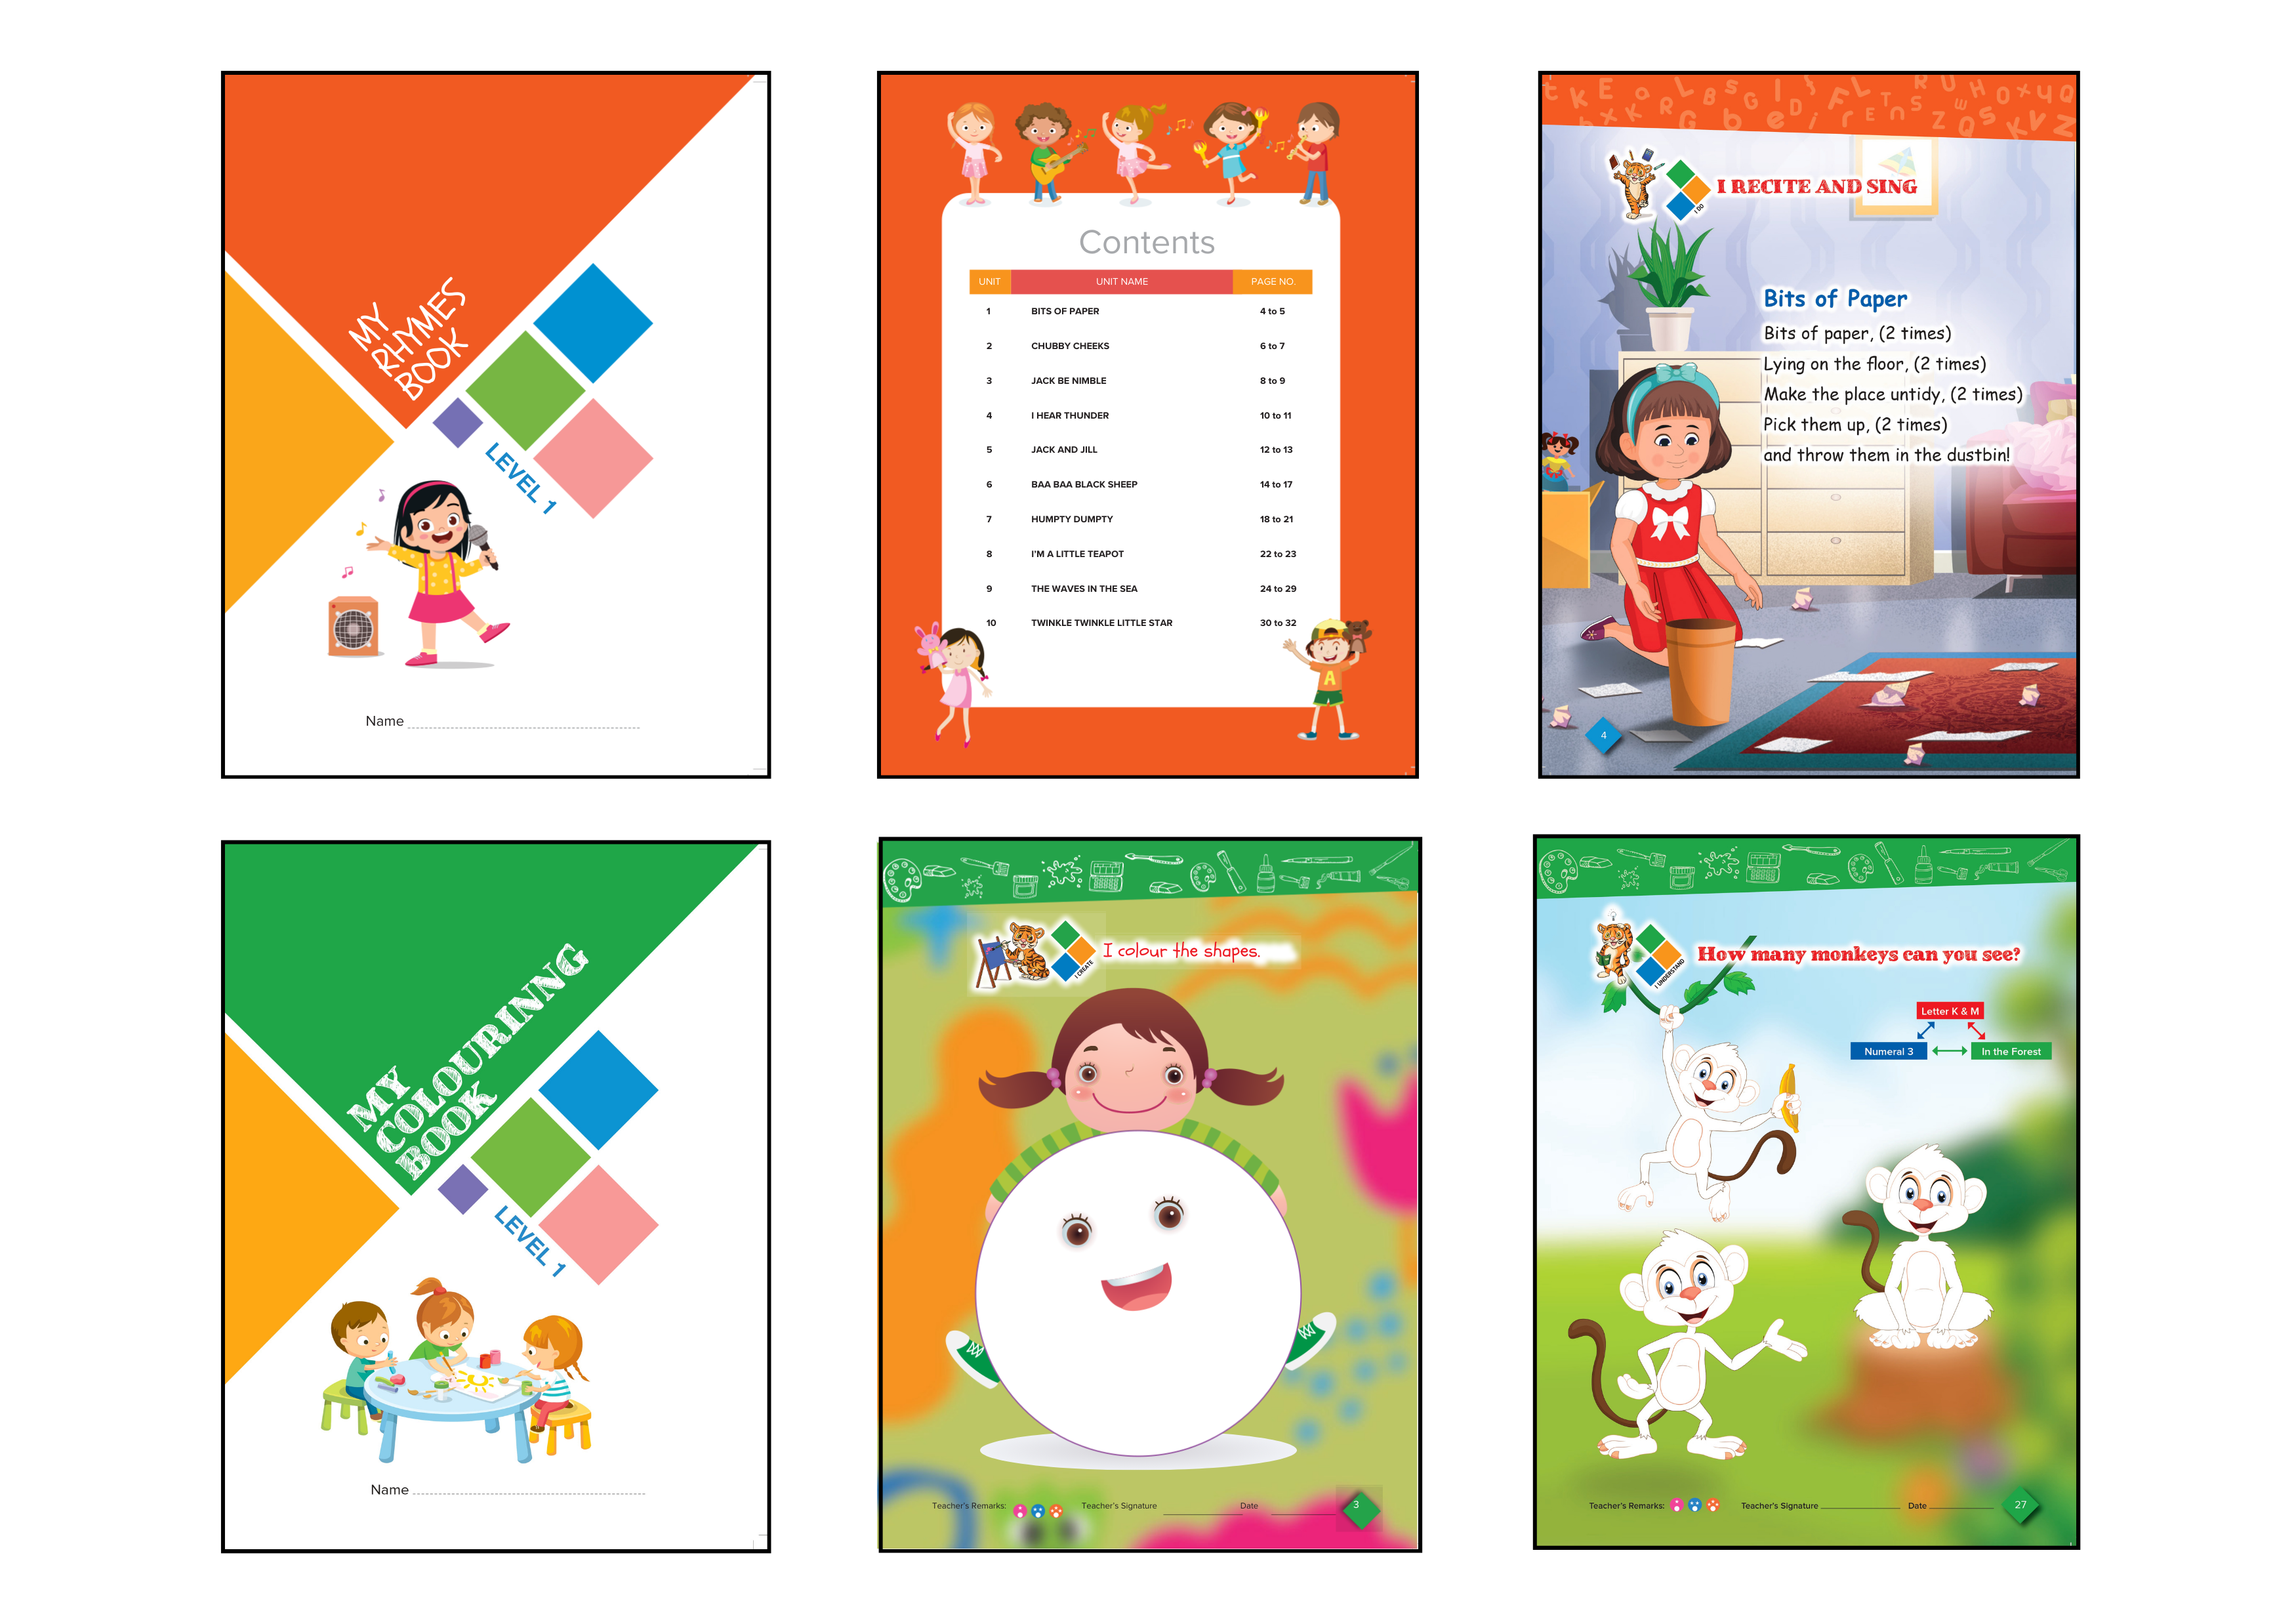 MY
RHYMES
BOOK
LEVEL 1
Name
Contents
UNIT UNIT NAME PAGE NO.
1 BITS OF PAPER 4 to 5
2 CHUBBY CHEEKS 6 to 7
3 JACK BE NIMBLE 8 to 9
4 I HEAR THUNDER 10 to 11
5 JACK AND JILL 12 to 13
6 BAA BAA BLACK SHEEP 14 to 17
7 HUMPTY DUMPTY 18 to 21
8 I'M A LITTLE TEAPOT 22 to 23
9 THE WAVES IN THE SEA 24 to 29
10 TWINKLE TWINKLE LITTLE STAR 30 to 32
A
I DO
I RECITE AND SING
Bits of Paper
Bits of paper, (2 times)
Lying on the floor, (2 times)
Make the place untidy, (2 times)
Pick them up, (2 times)
and throw them in the dustbin!
4
MY
COLOURINNG
BOOK
LEVEL 1
Name
I CREATE
I colour the shapes.
Teacher's Remarks: Teacher's Signature Date 3
I UNDERSTAND
How many monkeys can you see?
Letter K & M
Numeral 3 In the Forest
Teacher's Remarks: Teacher's Signature Date 27